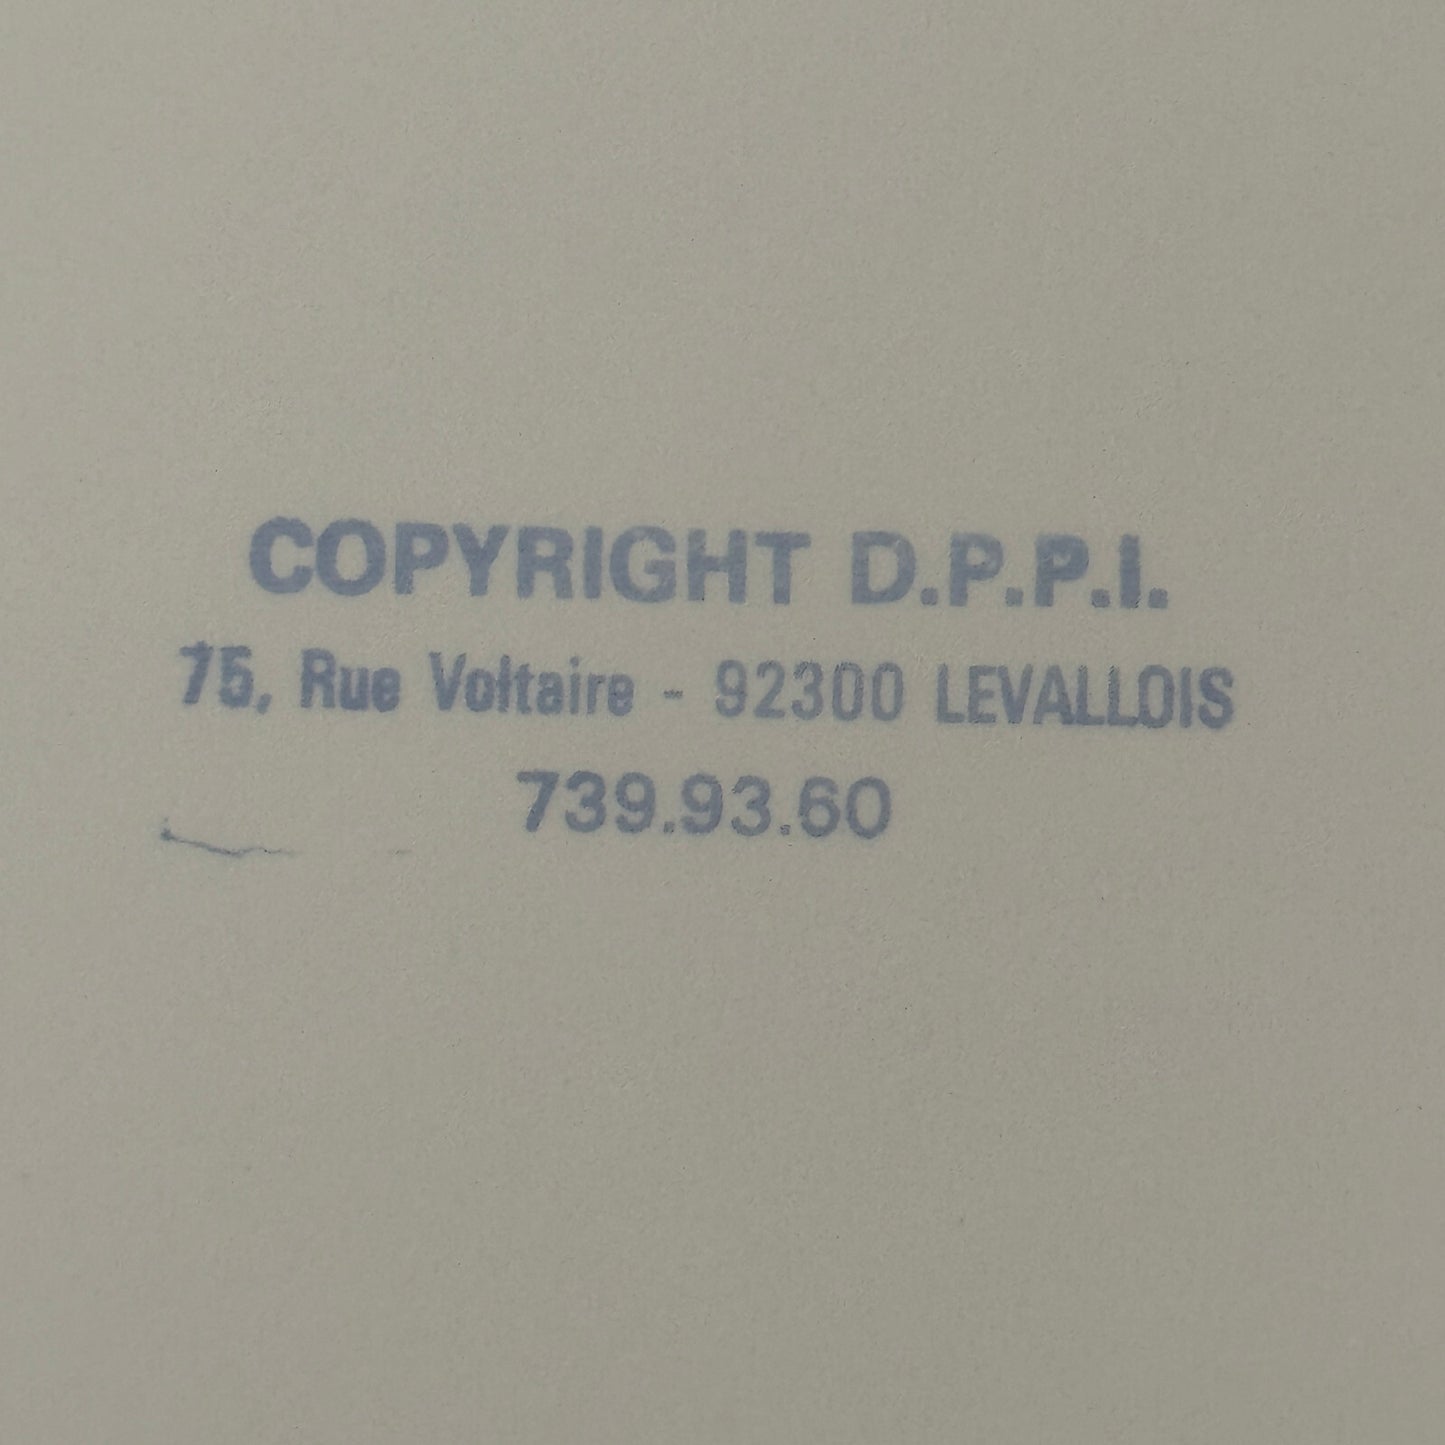 COPYRIGHT D.P.P.I.
75, Rue Voltaire - 92300 LEVALLOIS
739.93.60